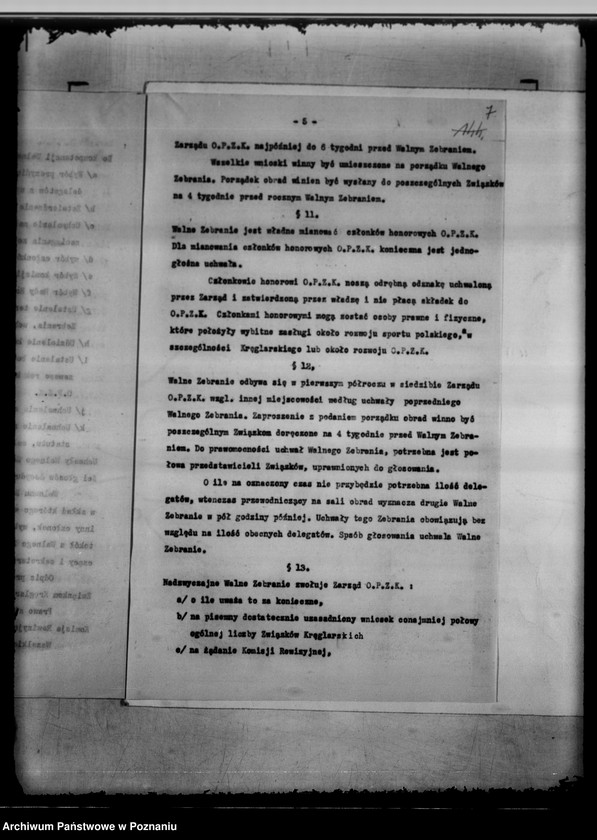 7
- 5 -
Zarządu O.P.Z.K. najpóźniej do 6 tygodni przed Walnym Zebraniem.
Wszelkie wnioski winny być umieszczone na porządku Walnego
Zebrania. Porządek obrad winien być wysłany do poszczególnych Związków
na 4 tygodnie przed rocznym Walnym Zebraniem.
§ 11.
Walne Zebranie jest władne mianować członków honorowych O.P.Z.K.
Dla mianowania członków honorowych O.P.Z.K. konieczna jest jedno-
głośna uchwała.
Członkowie honorowi O.P.Z.K. noszą odrębną odznakę uchwaloną
przez Zarząd i zatwierdzoną przez władzę i nie płacą składek do
O.P.Z.K. Członkami honorowymi mogą zostać osoby prawne i fizyczne,
które położyły wybitne zasługi około rozwoju sportu polskiego, a w
szczególności Kręglarskiego lub około rozwoju O.P.Z.K.
§ 12.
Walne Zebranie odbywa się w pierwszym półroczu w siedzibie Zarządu
O.P.Z.K. wzgl. innej miejscowości według uchwały poprzedniego
Walnego Zebrania. Zaproszenie z podaniem porządku obrad winno być
poszczególnym Związkom doręczone na 4 tygodnie przed Walnym Zebra-
niem. Do prawomocności uchwał Walnego Zebrania, potrzebna jest po-
łowa przedstawicieli Związków, uprawnionych do głosowania.
O ile na oznaczony czas nie przybędzie potrzebna ilość dele-
gatów, wtenczas przewodniczący na sali obrad wyznacza drugie Walne
Zebranie w pół godziny później. Uchwały tego Zebrania obowiązują bez
względu na ilość obecnych delegatów. Sposób głosowania uchwala Walne
Zebranie.
§ 13.
Nadzwyczajne Walne Zebranie zwołuje Zarząd O.P.Z.K. :
a/ o ile uważa to za konieczne,
b/ na pisemny dostatecznie uzasadniony wniosek conajmniej połowy
ogólnej liczby Związków Kręglarskich
c/ na żądanie Komisji Rewizyjnej,
Archiwum Państwowe w Poznaniu